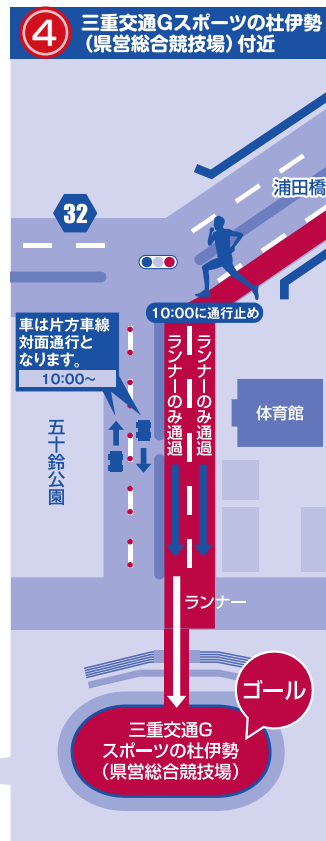 ④ 三重交通Gスポーツの杜伊勢
（県営総合競技場）付近
浦田橋
32
10:00に通行止め
車は片方車線
対面通行と
なります。
10:00～
ランナーのみ通過
ランナーのみ通過
体育館
五十鈴公園
ランナー
ゴール
三重交通G
スポーツの杜伊勢
（県営総合競技場）